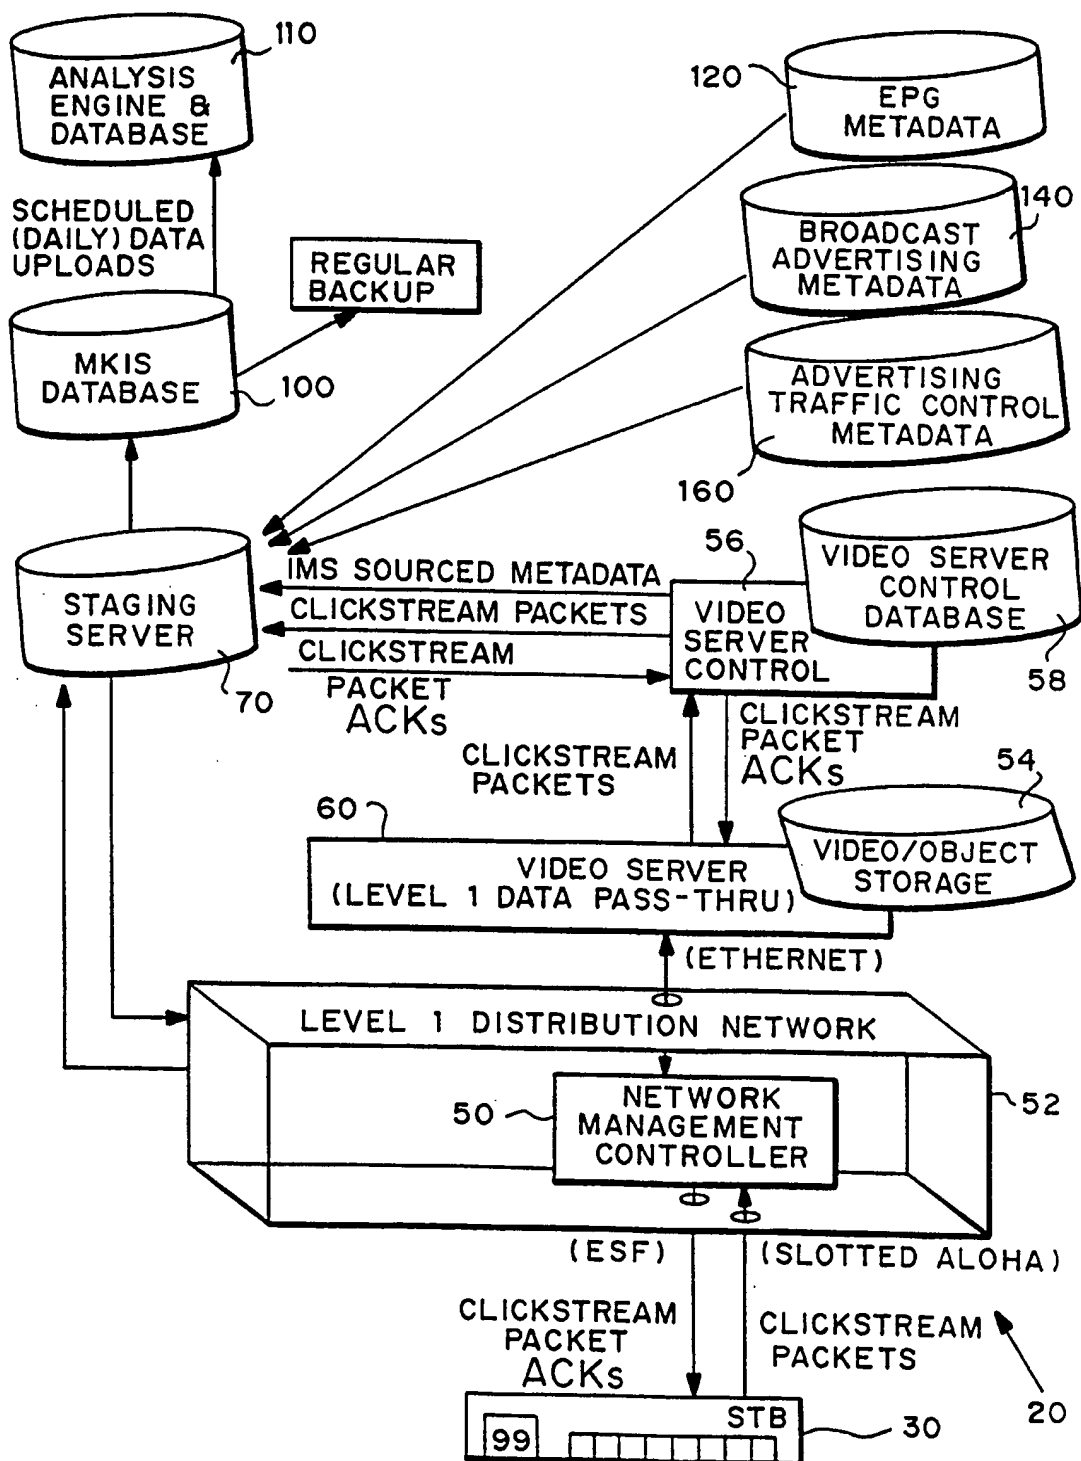 110
ANALYSIS
ENGINE &
DATABASE
120
EPG
METADATA
SCHEDULED
(DAILY) DATA
UPLOADS
140
BROADCAST
ADVERTISING
METADATA
REGULAR
BACKUP
MKIS
DATABASE
100
ADVERTISING
TRAFFIC CONTROL
METADATA
160
56
VIDEO SERVER
CONTROL
DATABASE
58
STAGING
SERVER
70
IMS SOURCED METADATA
CLICKSTREAM PACKETS
CLICKSTREAM
PACKET
ACKs
VIDEO
SERVER
CONTROL
CLICKSTREAM
PACKETS
CLICKSTREAM
PACKET
ACKs
54
60
VIDEO SERVER
(LEVEL 1 DATA PASS-THRU)
VIDEO/OBJECT
STORAGE
(ETHERNET)
LEVEL 1 DISTRIBUTION NETWORK
50
NETWORK
MANAGEMENT
CONTROLLER
52
(ESF)
(SLOTTED ALOHA)
CLICKSTREAM
PACKET
ACKs
CLICKSTREAM
PACKETS
20
STB
99
30